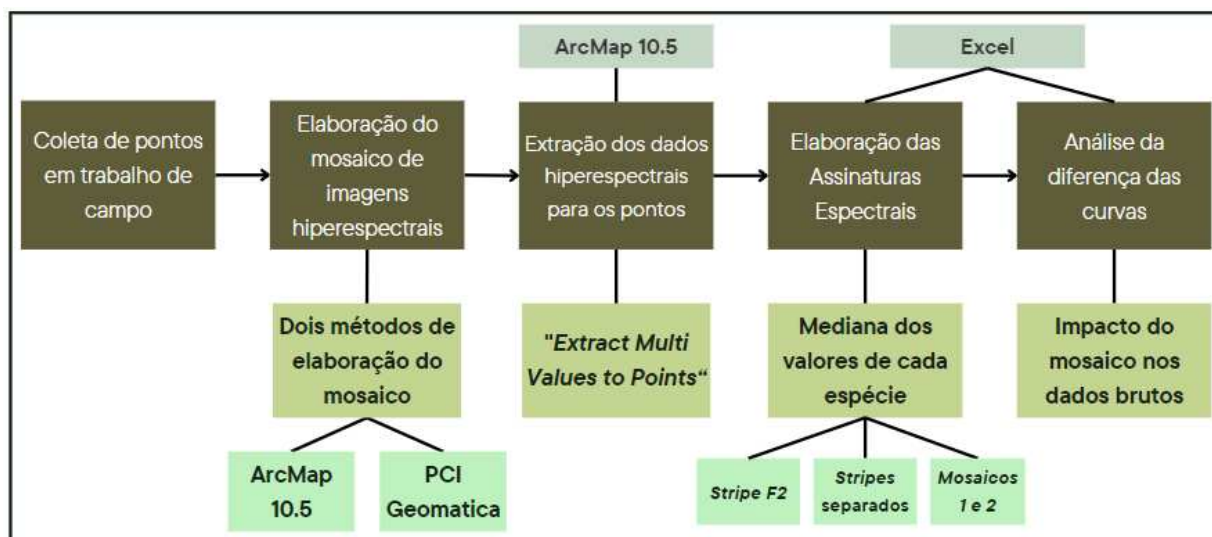 ArcMap 10.5
Excel
Coleta de pontos
em trabalho de
campo
Elaboração do
mosaico de
imagens
hiperespectrais
Extração dos dados
hiperespectrais
para os pontos
Elaboração das
Assinaturas
Espectrais
Análise da
diferença das
curvas
Dois métodos de
elaboração do
mosaico
"Extract Multi
Values to Points“
Mediana dos
valores de cada
espécie
Impacto do
mosaico nos
dados brutos
ArcMap
10.5
PCI
Geomatica
Stripe F2
Stripes
separados
Mosaicos
1 e 2